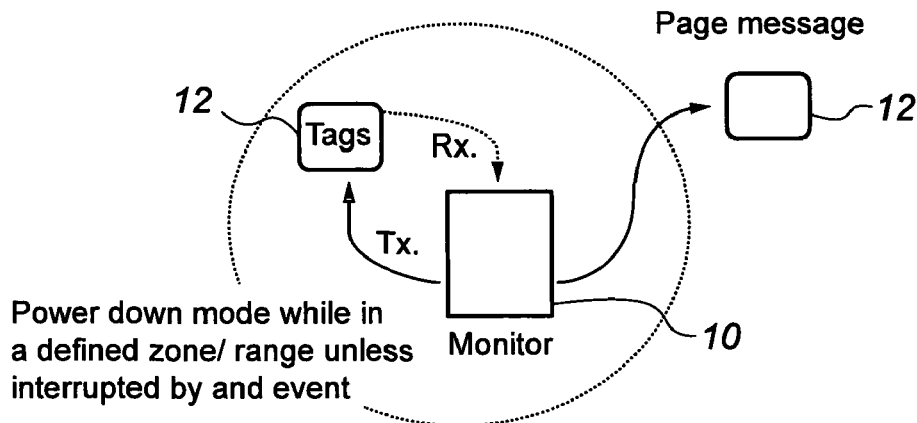 Page message
12
12
Tags
Rx.
Tx.
Power down mode while in
a defined zone/ range unless
interrupted by and event
Monitor
10